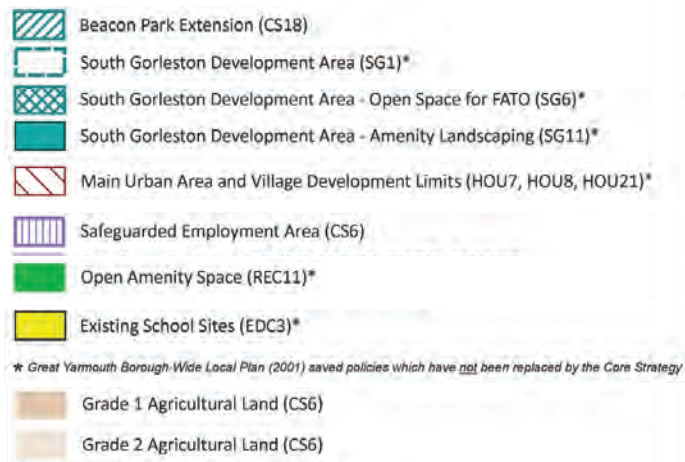 Beacon Park Extension (CS18)
South Gorleston Development Area (SG1)*
South Gorleston Development Area - Open Space for FATO (SG6)*
South Gorleston Development Area - Amenity Landscaping (SG11)*
Main Urban Area and Village Development Limits (HOU7, HOU8, HOU21)*
Safeguarded Employment Area (CS6)
Open Amenity Space (REC11)*
Existing School Sites (EDC3)*
* Great Yarmouth Borough-Wide Local Plan (2001) saved policies which have not been replaced by the Core Strategy
Grade 1 Agricultural Land (CS6)
Grade 2 Agricultural Land (CS6)